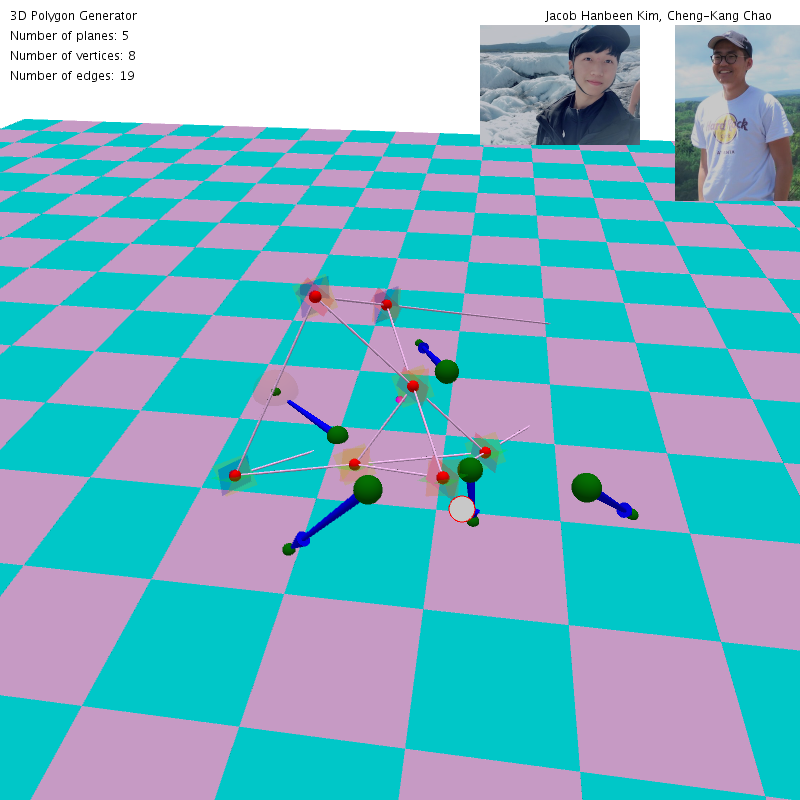 3D Polygon Generator
Jacob Hanbeen Kim, Cheng-Kang Chao
Number of planes: 5
Number of vertices: 8
Number of edges: 19